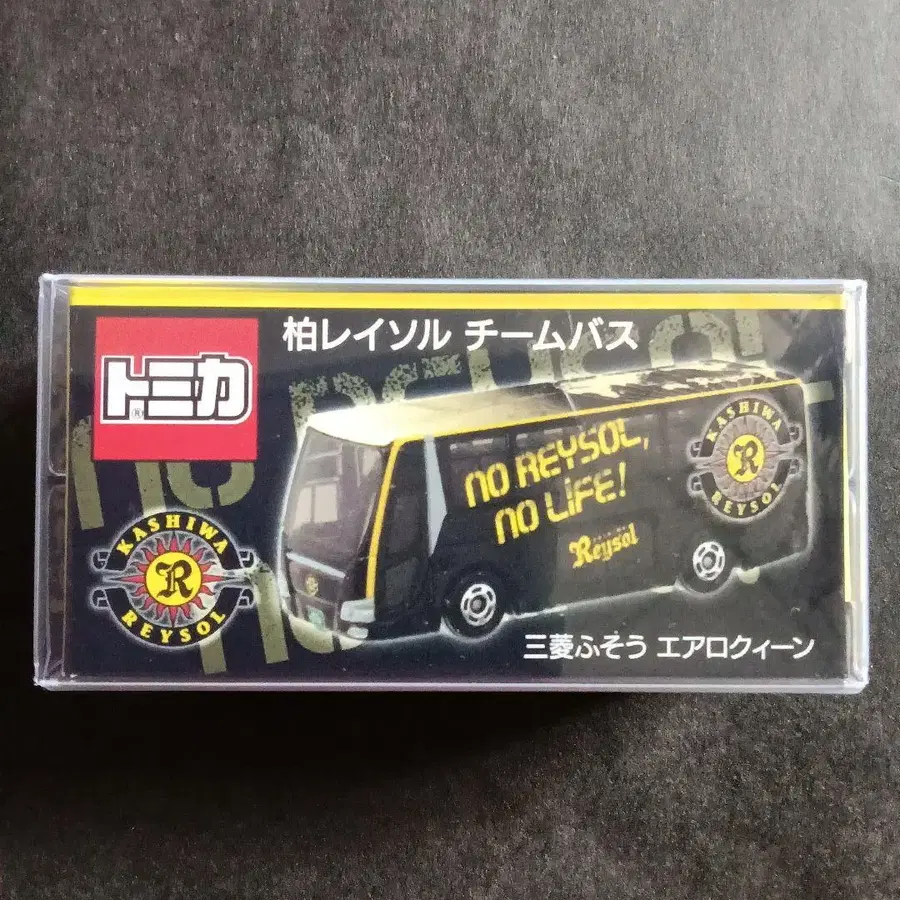 柏レイソル チームバス
トミカ
®
NO REYSOL,
NO LIFE!
Reysol
KASHIWA
R
REYSOL
KASHIWA
R
REYSOL
三菱ふそう エアロクィーン